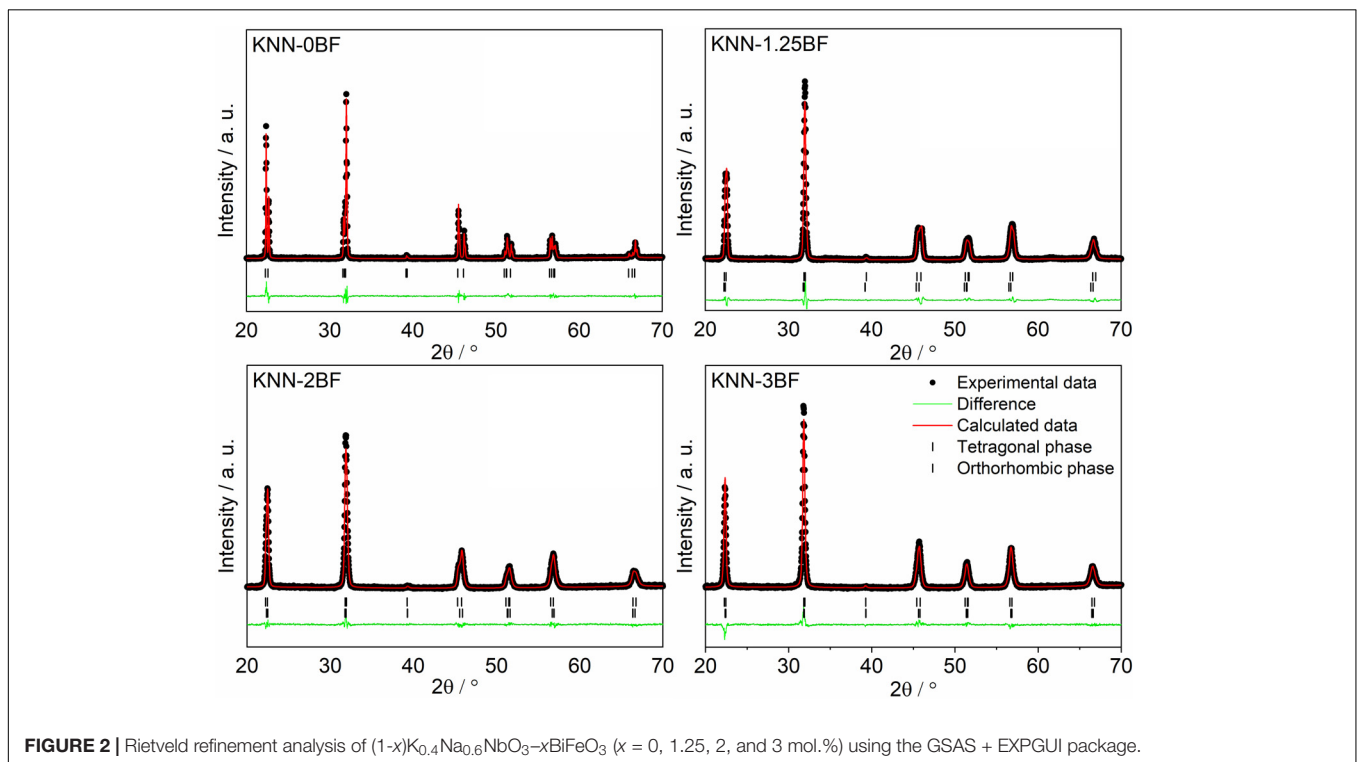 KNN-0BF
Intensity / a. u.
20 30 40 50 60 70
2θ / °
KNN-1.25BF
Intensity / a. u.
20 30 40 50 60 70
2θ / °
KNN-2BF
Intensity / a. u.
20 30 40 50 60 70
2θ / °
KNN-3BF
Experimental data
Difference
Calculated data
Tetragonal phase
Orthorhombic phase
Intensity / a. u.
20 30 40 50 60 70
2θ / °
FIGURE 2 | Rietveld refinement analysis of (1-x)K0.4Na0.6NbO3–xBiFeO3 (x = 0, 1.25, 2, and 3 mol.%) using the GSAS + EXPGUI package.